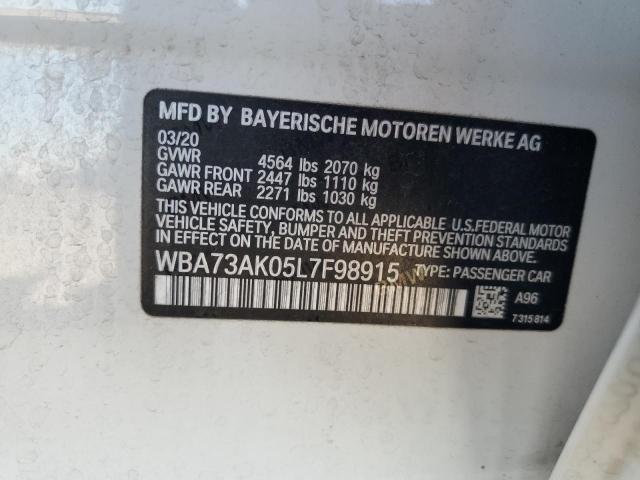 MFD BY BAYERISCHE MOTOREN WERKE AG
03/20
GVWR 4564 lbs 2070 kg
GAWR FRONT 2447 lbs 1110 kg
GAWR REAR 2271 lbs 1030 kg
THIS VEHICLE CONFORMS TO ALL APPLICABLE U.S.FEDERAL MOTOR
VEHICLE SAFETY, BUMPER AND THEFT PREVENTION STANDARDS
IN EFFECT ON THE DATE OF MANUFACTURE SHOWN ABOVE.
WBA73AK05L7F98915 TYPE: PASSENGER CAR
A96
7315814